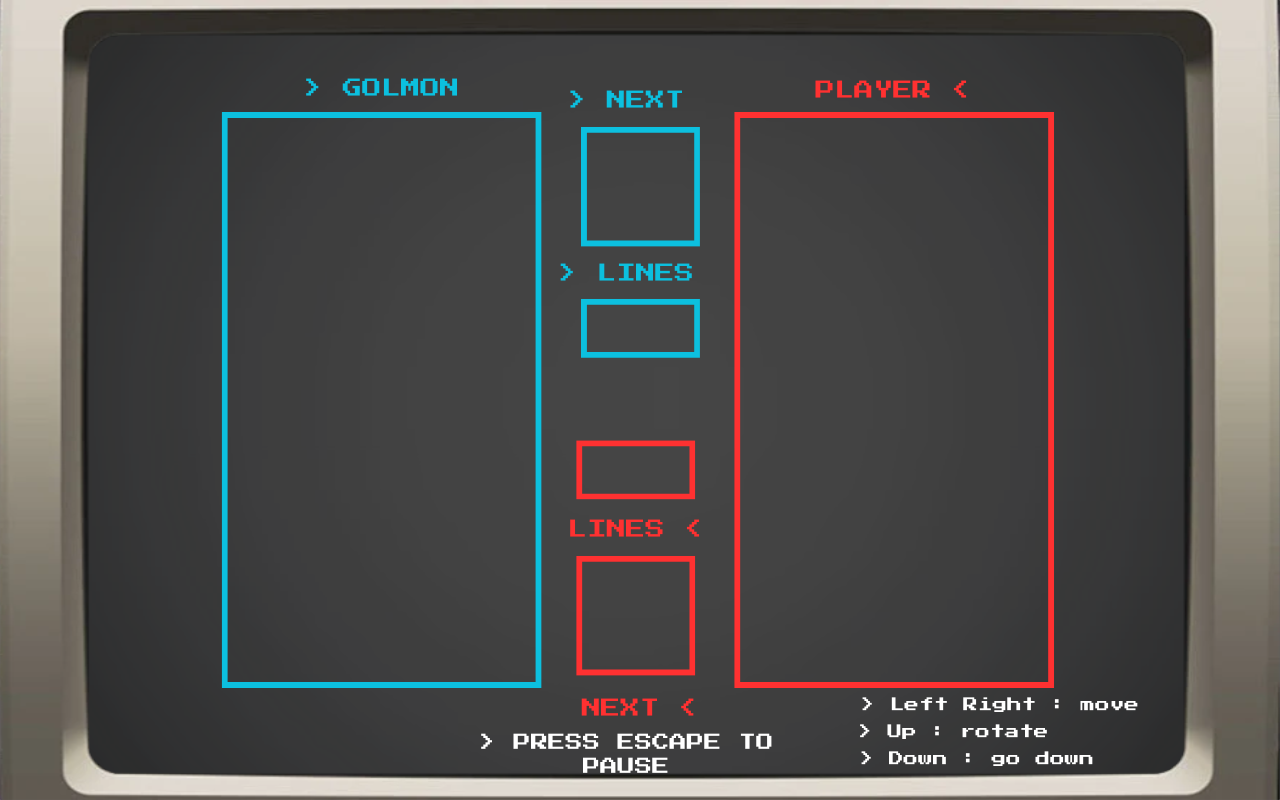 > GOLMON
> NEXT
PLAYER <
> LINES
LINES <
NEXT <
> PRESS ESCAPE TO
PAUSE
> Left Right : move
> Up : rotate
> Down : go down